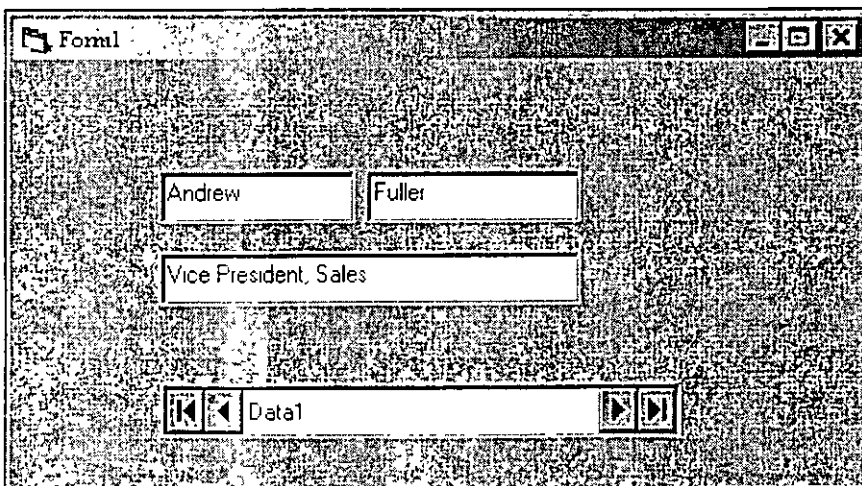 Form1
Andrew Fuller
Vice President, Sales
Data1